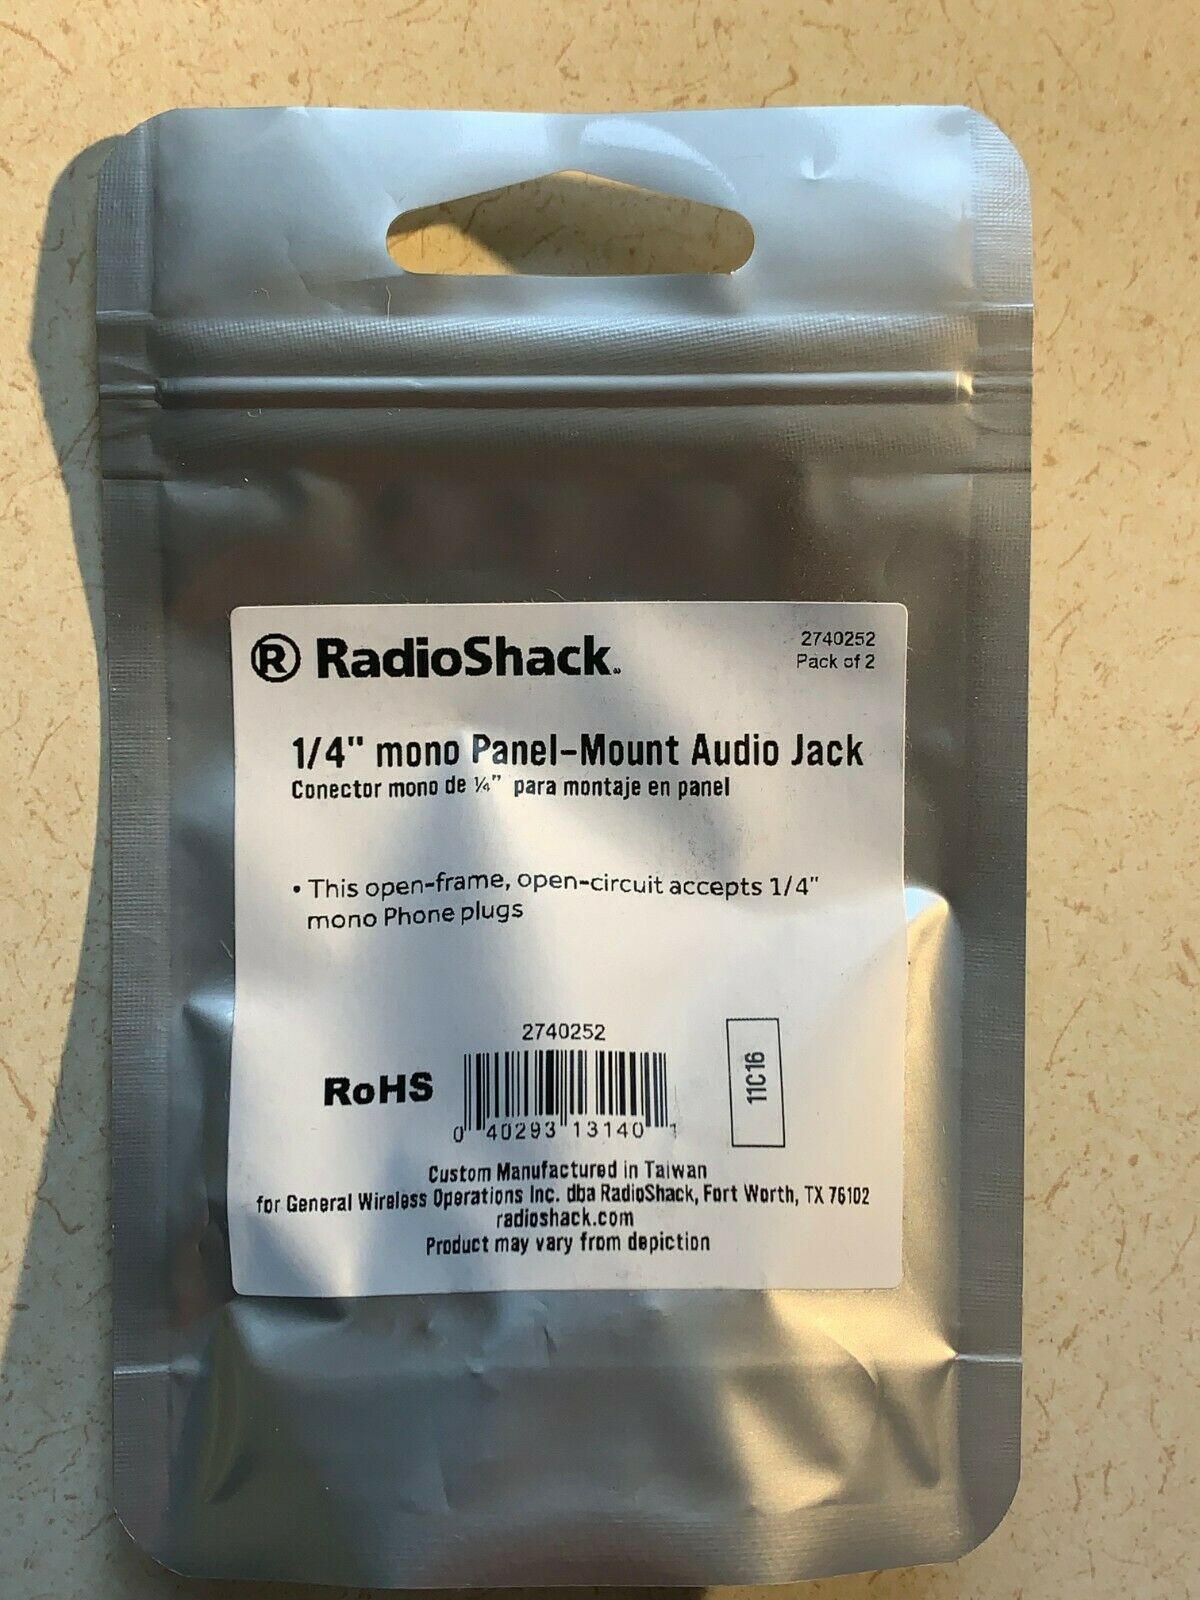 ® RadioShack
2740252
Pack of 2
1/4" mono Panel-Mount Audio Jack
Conector mono de ¼" para montaje en panel
• This open-frame, open-circuit accepts 1/4"
mono Phone plugs
2740252
RoHS
0 40293 13140 1
11C16
Custom Manufactured in Taiwan
for General Wireless Operations Inc. dba RadioShack, Fort Worth, TX 76102
radioshack.com
Product may vary from depiction